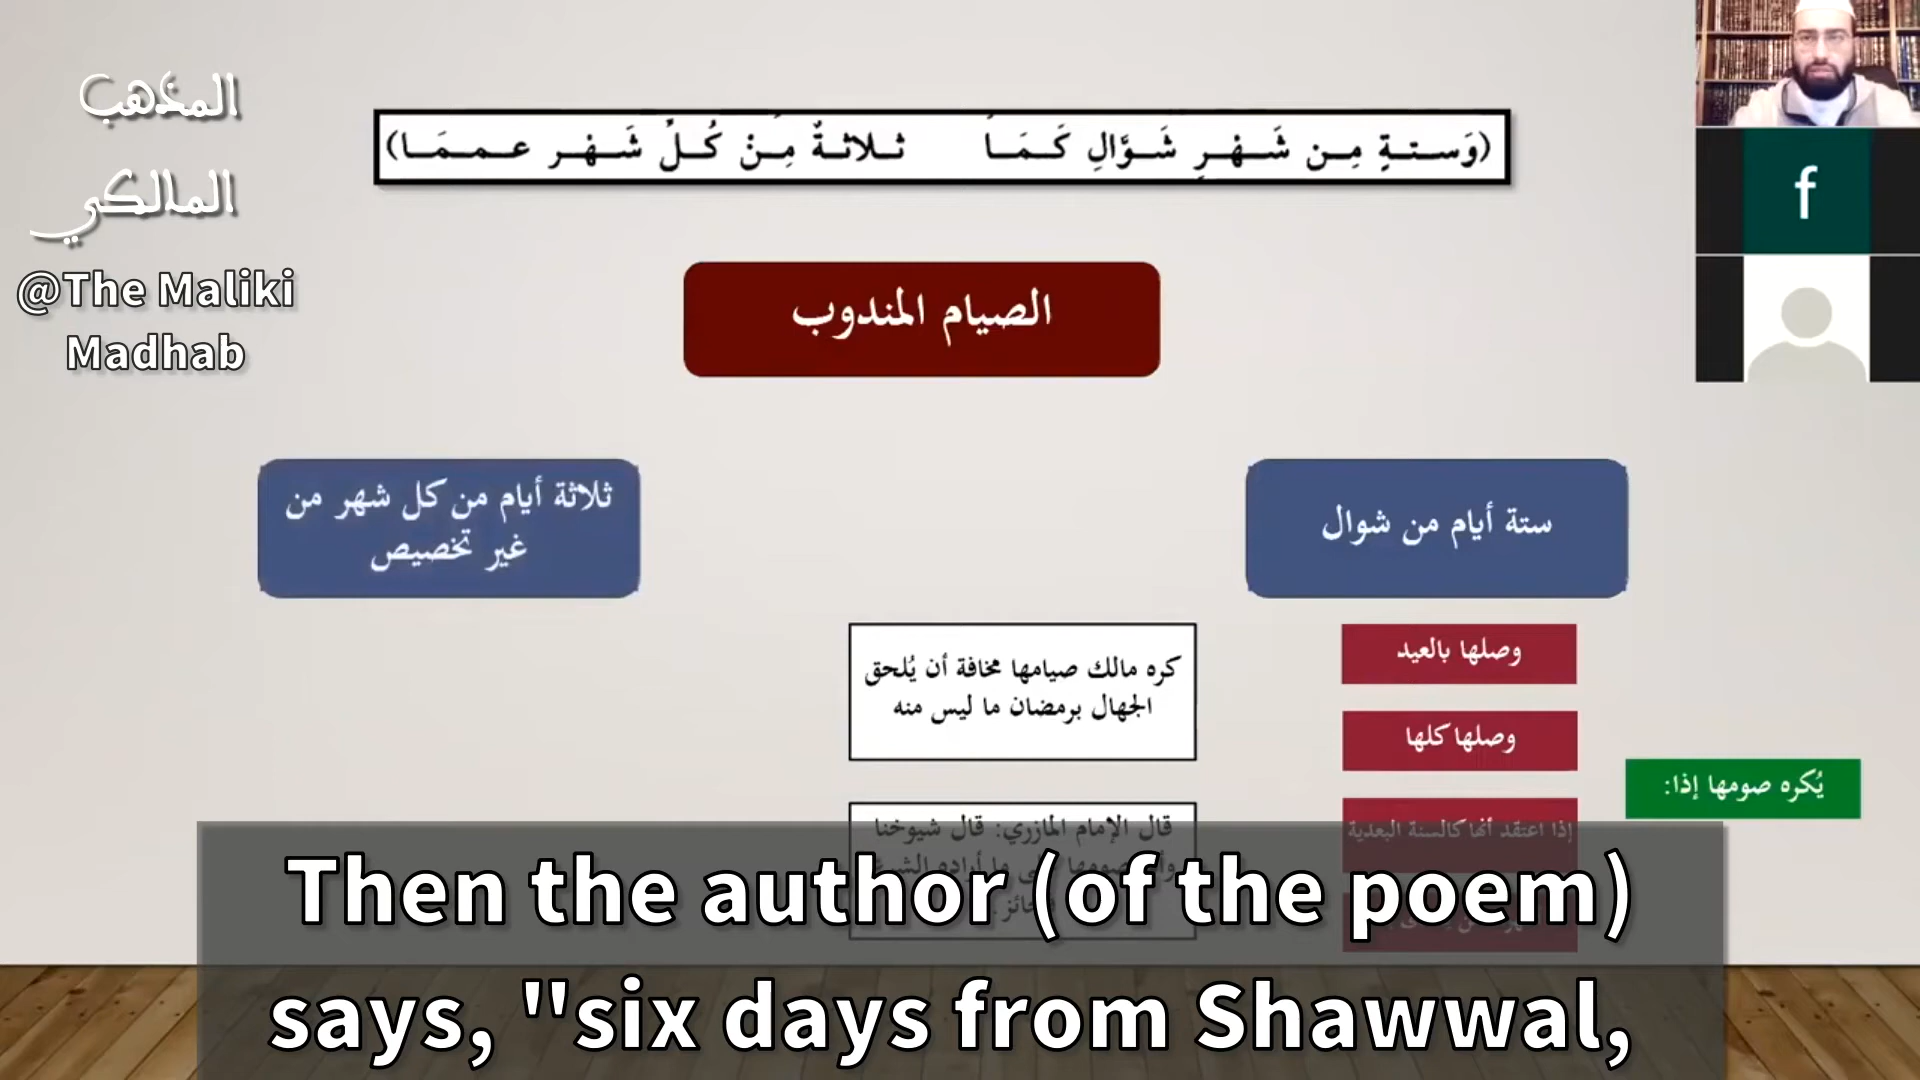 المذهب
المالكي
@The Maliki
Madhab
(وَستةٍ مِن شَهْرِ شَوَّالِ كَمَا ثلاثةٌ مِنْ كُلِّ شَهْر عممَا)
f
الصيام المندوب
ستة أيام من شوال
ثلاثة أيام من كل شهر من
غير تخصيص
وصلها بالعيد
وصلها كلها
إذا اعتقد أنها كالسنة البعدية
يُكره صومها إذا:
كره مالك صيامها مخافة أن يُلحق
الجهال برمضان ما ليس منه
قال الإمام المازري: قال شيوخنا
Then the author (of the poem)
says, "six days from Shawwal,